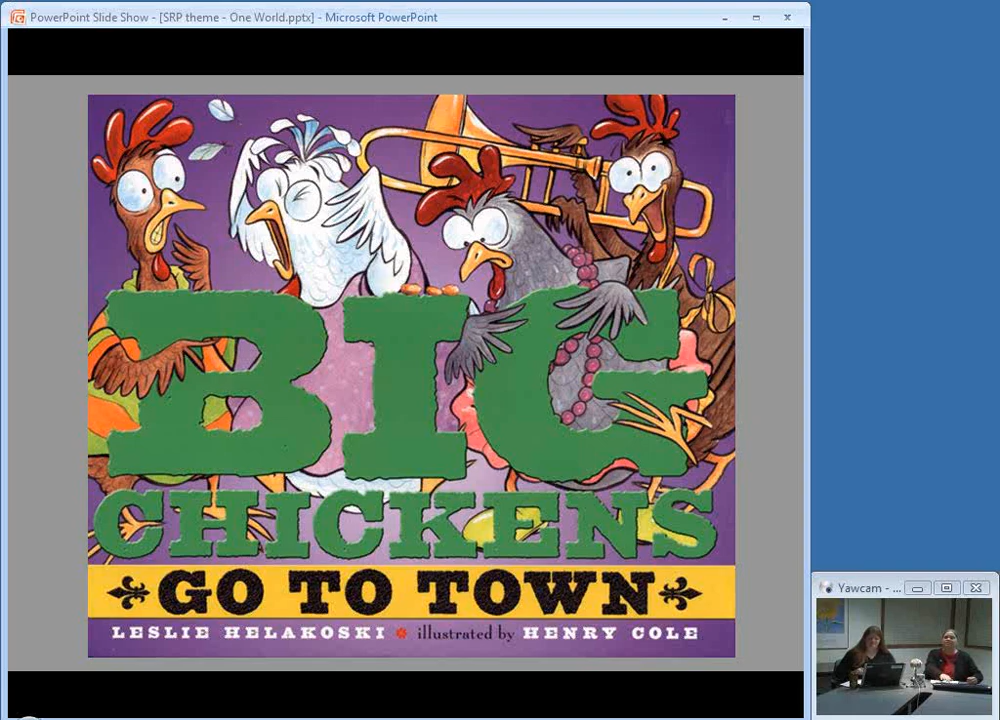 PowerPoint Slide Show - [SRP theme - One World.pptx] - Microsoft PowerPoint
BIG
CHICKENS
GO TO TOWN
LESLIE HELAKOSKI illustrated by HENRY COLE
Yawcam - ...